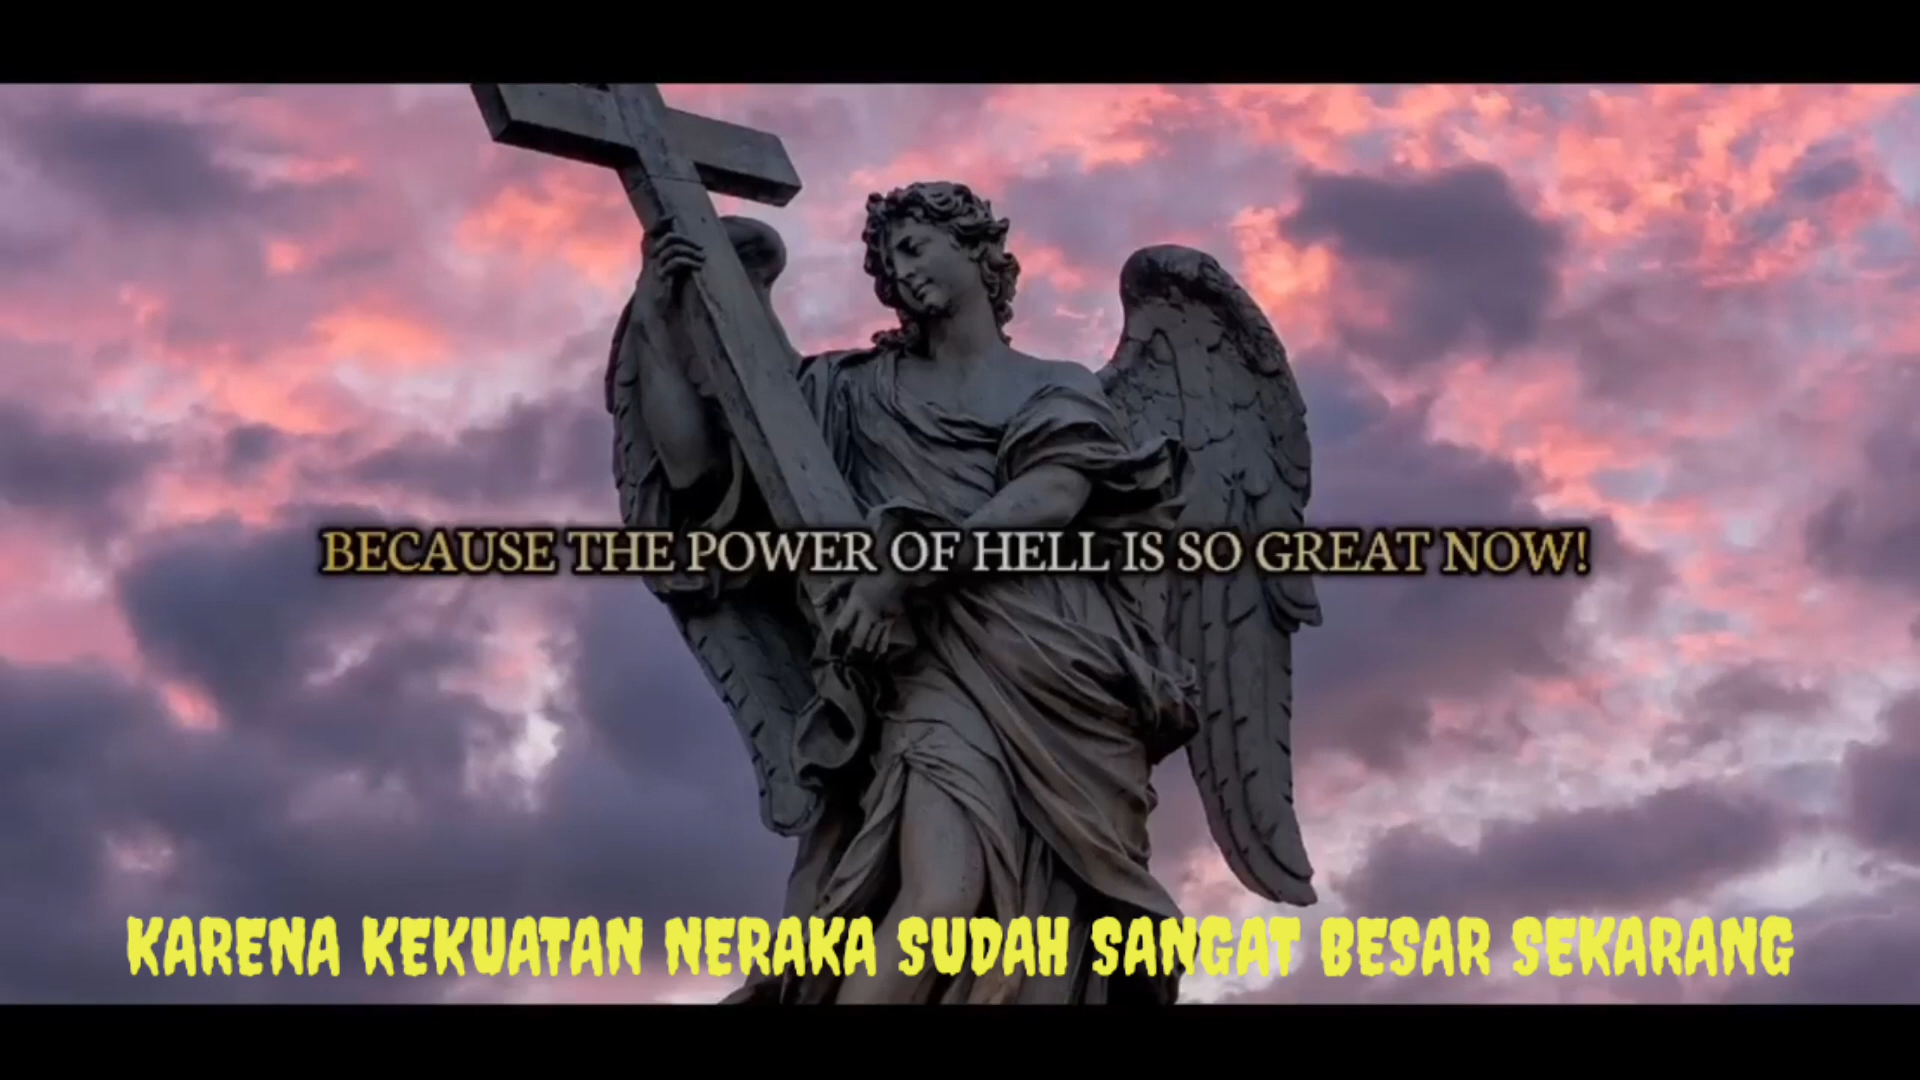 BECAUSE THE POWER OF HELL IS SO GREAT NOW!
KARENA KEKUATAN NERAKA SUDAH SANGAT BESAR SEKARANG